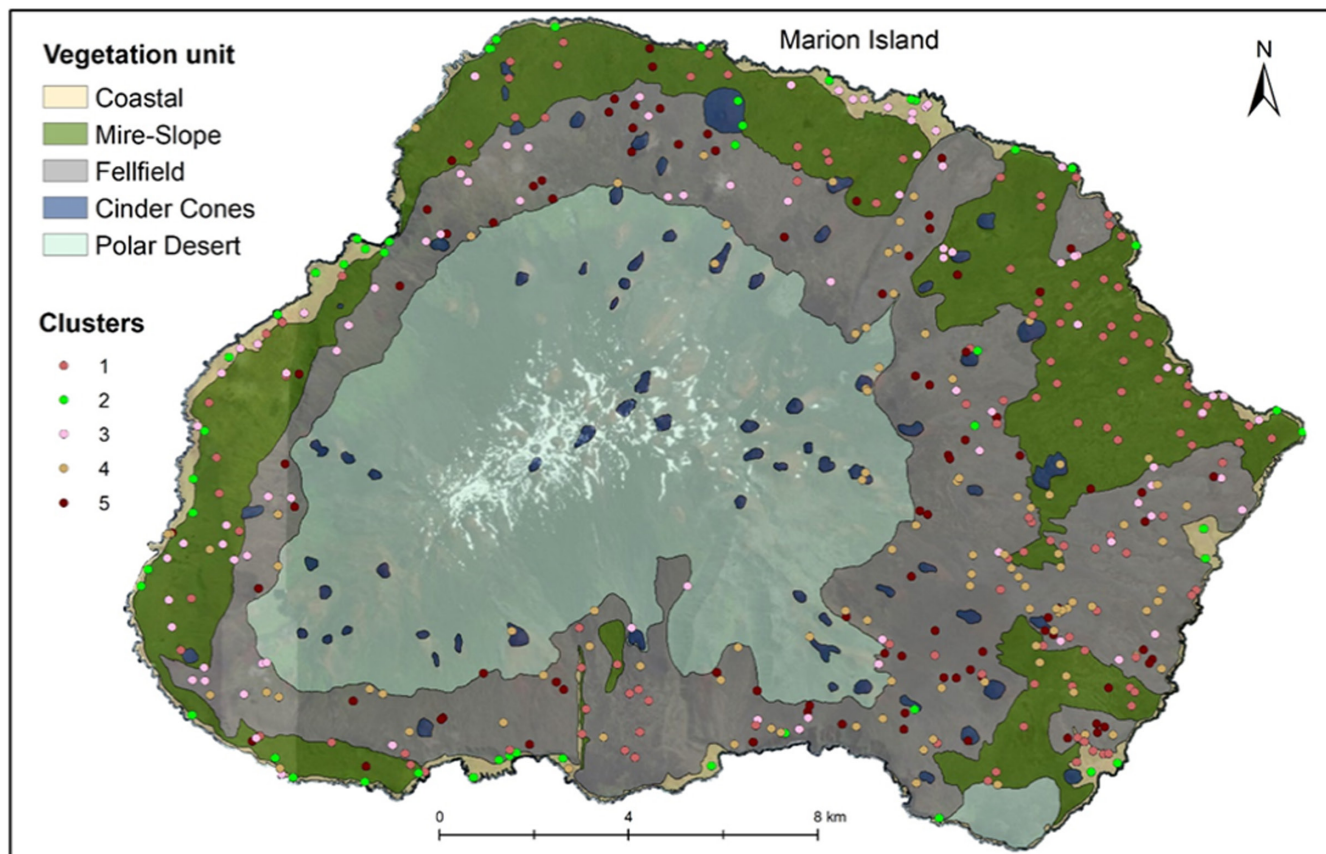 Marion Island
N
Vegetation unit
Coastal
Mire-Slope
Fellfield
Cinder Cones
Polar Desert
Clusters
1
2
3
4
5
0 4 8 km